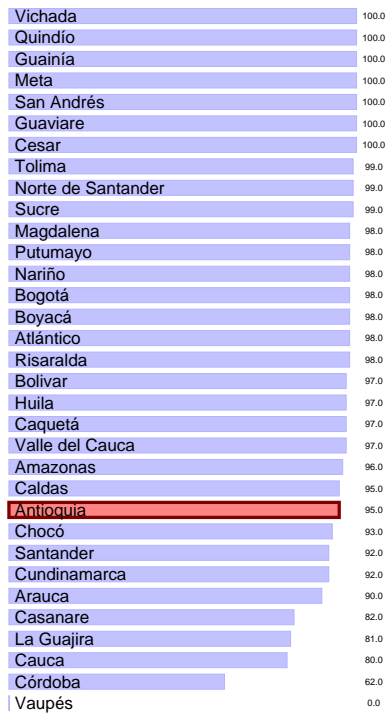 Vichada 100.0
Quindío 100.0
Guainía 100.0
Meta 100.0
San Andrés 100.0
Guaviare 100.0
Cesar 100.0
Tolima 99.0
Norte de Santander 99.0
Sucre 99.0
Magdalena 98.0
Putumayo 98.0
Nariño 98.0
Bogotá 98.0
Boyacá 98.0
Atlántico 98.0
Risaralda 98.0
Bolivar 97.0
Huila 97.0
Caquetá 97.0
Valle del Cauca 97.0
Amazonas 96.0
Caldas 95.0
Antioquia 95.0
Chocó 93.0
Santander 92.0
Cundinamarca 92.0
Arauca 90.0
Casanare 82.0
La Guajira 81.0
Cauca 80.0
Córdoba 62.0
Vaupés 0.0